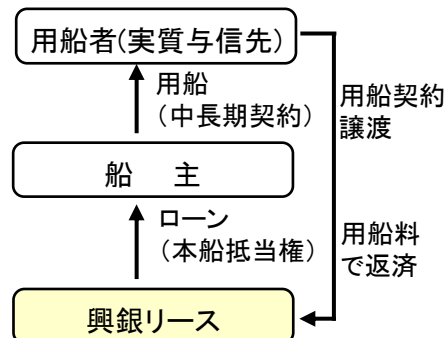 用船者(実質与信先)
用船
(中長期契約)
用船契約
譲渡
船　主
ローン
(本船抵当権)
用船料
で返済
興銀リース